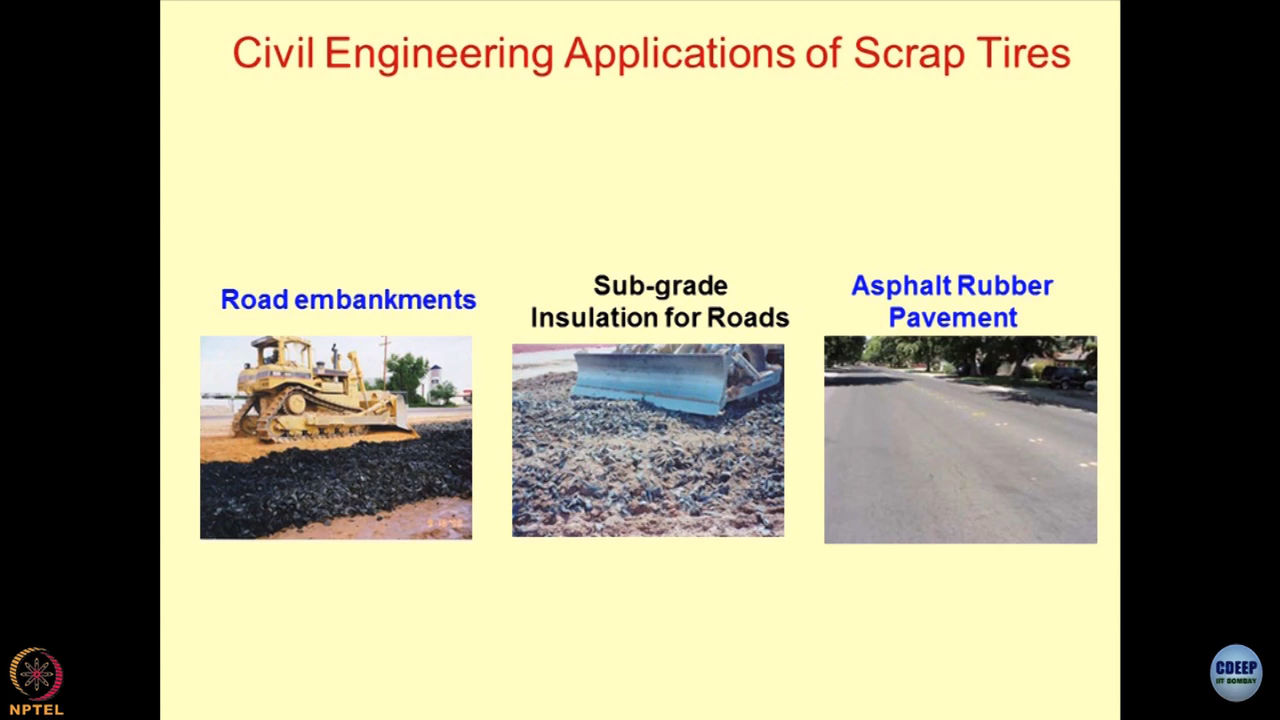 Civil Engineering Applications of Scrap Tires
Road embankments
Sub-grade
Insulation for Roads
Asphalt Rubber
Pavement
NPTEL
CDEEP
IIT BOMBAY